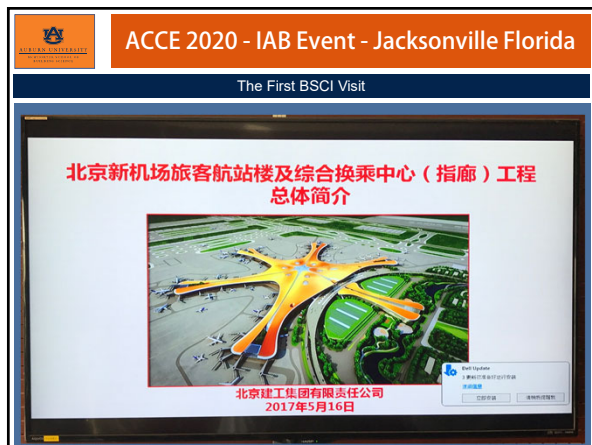 AUBURN UNIVERSITY
ACCE 2020 - IAB Event - Jacksonville Florida
The First BSCI Visit
北京新机场旅客航站楼及综合换乘中心（指廊）工程
总体简介
北京建工集团有限责任公司
2017年5月16日
Dell Update